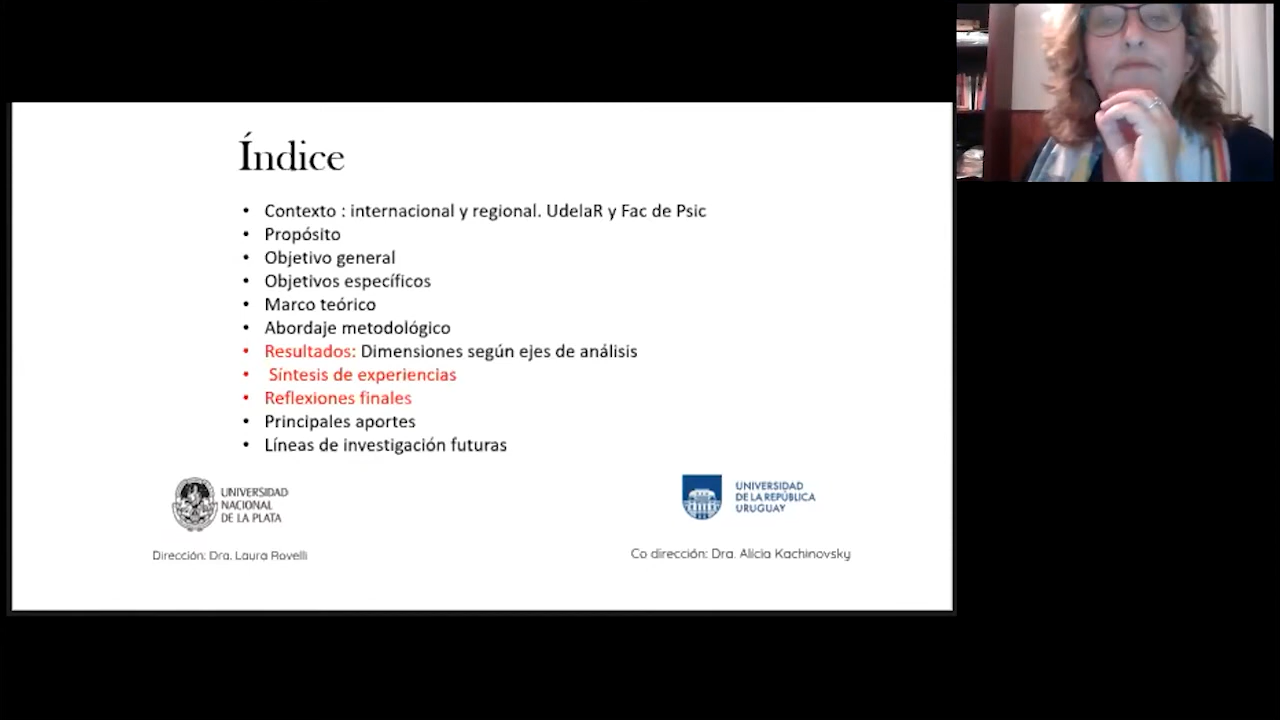 Índice
• Contexto : internacional y regional. UdelaR y Fac de Psic
• Propósito
• Objetivo general
• Objetivos específicos
• Marco teórico
• Abordaje metodológico
• Resultados: Dimensiones según ejes de análisis
• Síntesis de experiencias
• Reflexiones finales
• Principales aportes
• Líneas de investigación futuras
UNIVERSIDAD
NACIONAL
DE LA PLATA
UNIVERSIDAD
DE LA REPÚBLICA
URUGUAY
Dirección: Dra. Laura Rovelli
Co dirección: Dra. Alicia Kachinovsky